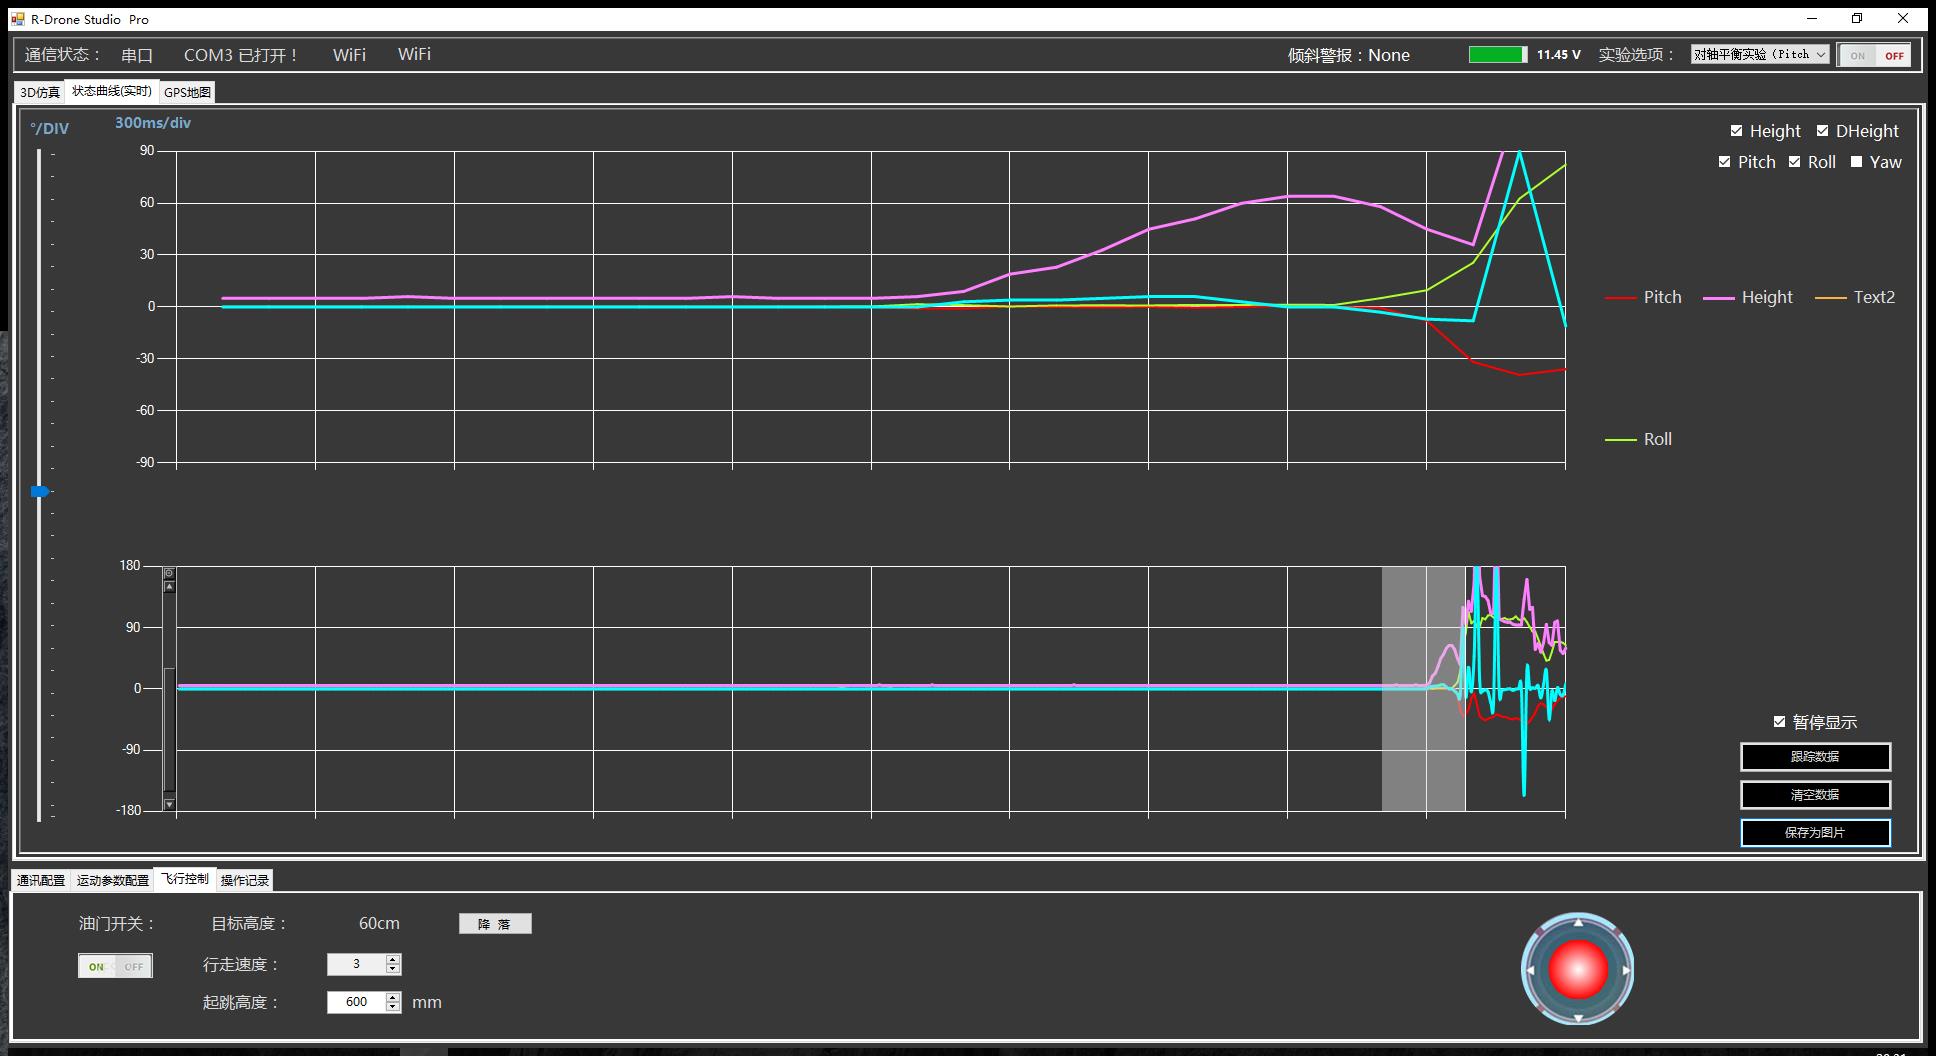 R-Drone Studio Pro
通信状态： 串口 COM3 已打开！ WiFi WiFi 倾斜警报：None 11.45 V 实验选项： 对轴平衡实验（Pitch ON OFF
3D仿真 状态曲线(实时) GPS地图
°/DIV 300ms/div
Height DHeight
Pitch Roll Yaw
90
60
30
0
-30
-60
-90
Pitch Height Text2
Roll
180
90
0
-90
-180
暂停显示
跟踪数据
清空数据
保存为图片
通讯配置 运动参数配置 飞行控制 操作记录
油门开关： 目标高度： 60cm 降 落
ON OFF 行走速度： 3
起跳高度： 600 mm